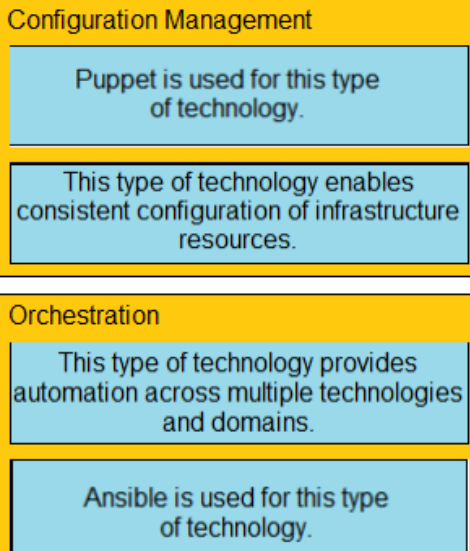 Configuration Management
Puppet is used for this type
of technology.
This type of technology enables
consistent configuration of infrastructure
resources.
Orchestration
This type of technology provides
automation across multiple technologies
and domains.
Ansible is used for this type
of technology.